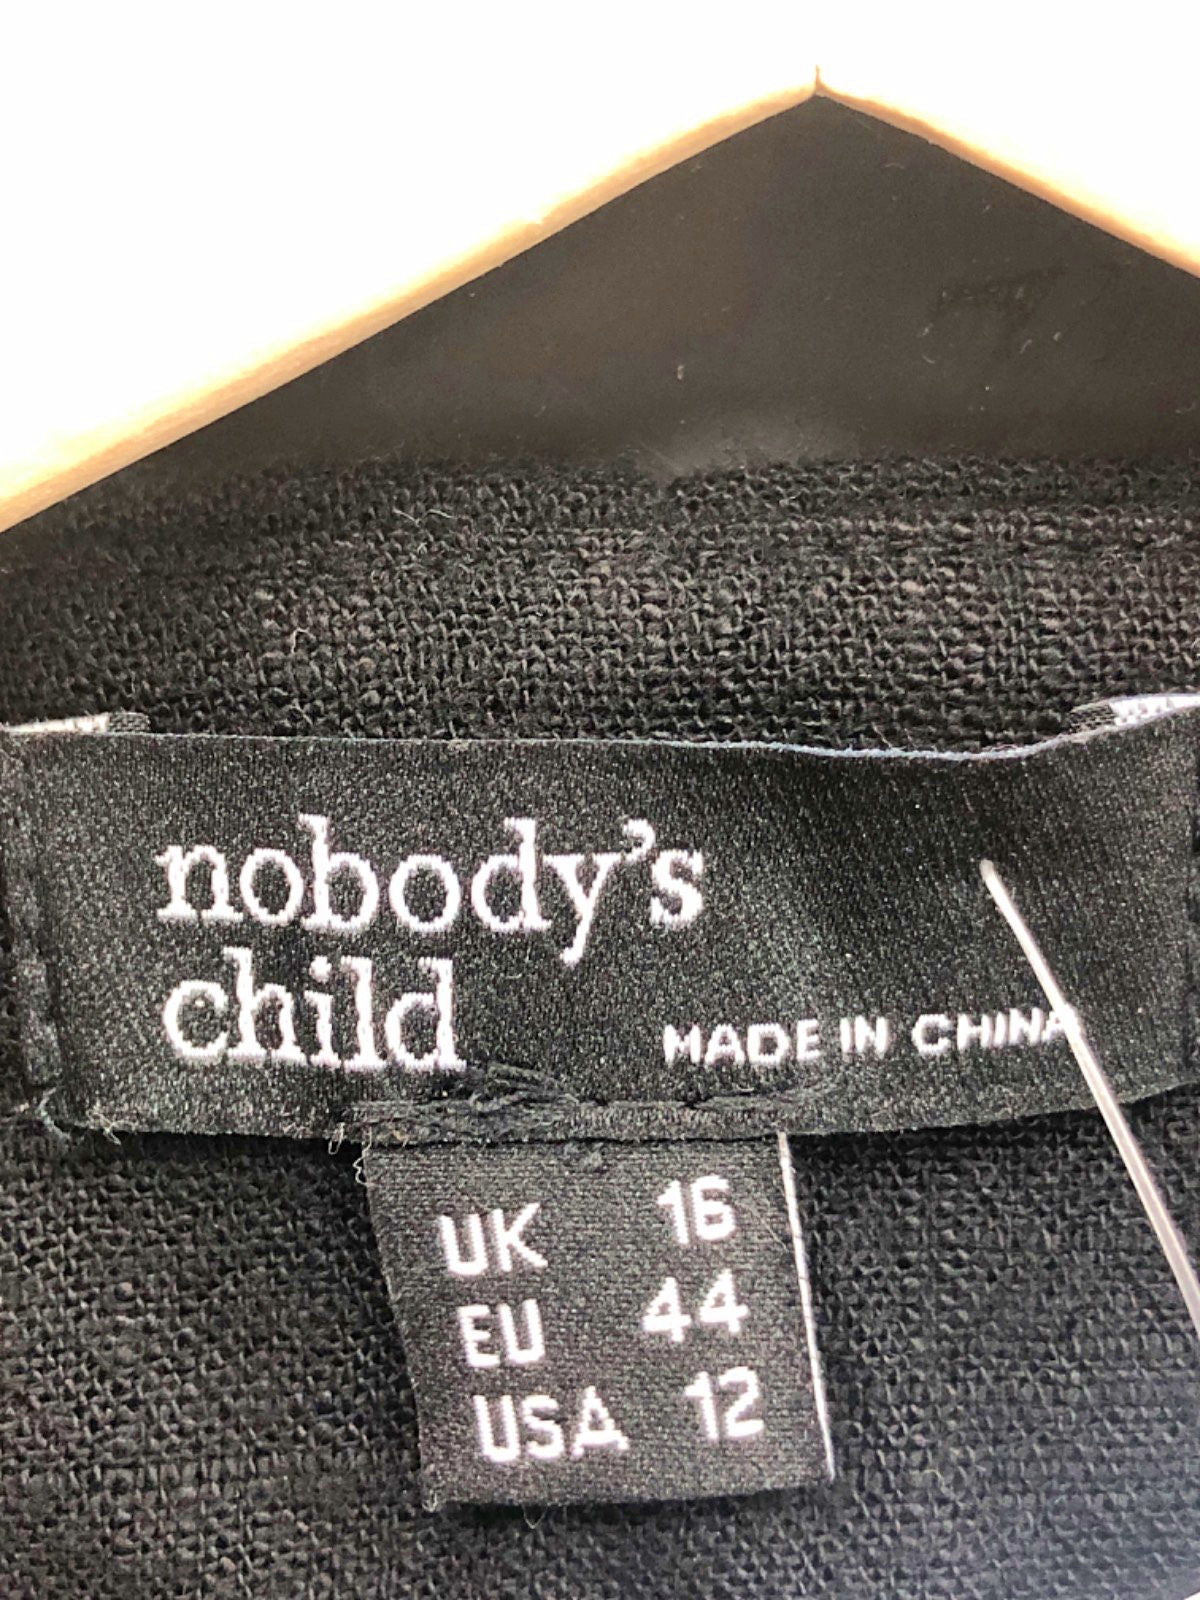 nobody's
child
MADE IN CHINA
UK 16
EU 44
USA 12